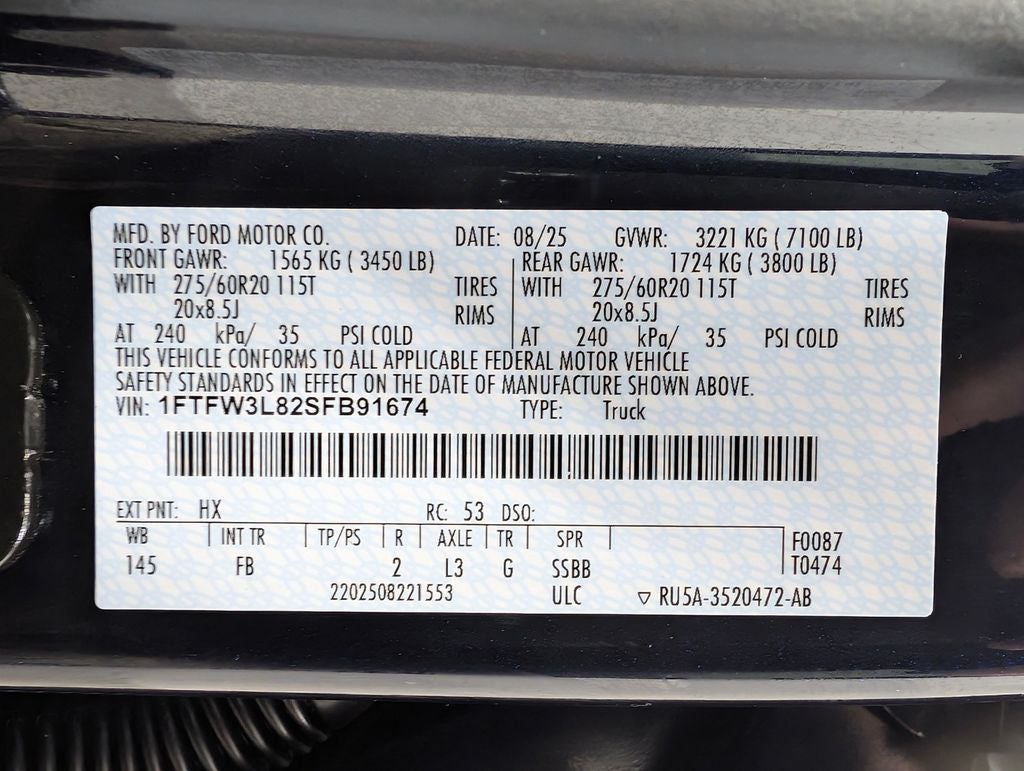 MFD. BY FORD MOTOR CO. DATE: 08/25 GVWR: 3221 KG ( 7100 LB)
FRONT GAWR: 1565 KG ( 3450 LB) REAR GAWR: 1724 KG ( 3800 LB)
WITH 275/60R20 115T TIRES WITH 275/60R20 115T TIRES
20x8.5J RIMS 20x8.5J RIMS
AT 240 kPa/ 35 PSI COLD AT 240 kPa/ 35 PSI COLD
THIS VEHICLE CONFORMS TO ALL APPLICABLE FEDERAL MOTOR VEHICLE
SAFETY STANDARDS IN EFFECT ON THE DATE OF MANUFACTURE SHOWN ABOVE.
VIN: 1FTFW3L82SFB91674 TYPE: Truck
EXT PNT: HX RC: 53 DSO:
WB INT TR TP/PS R AXLE TR SPR F0087
145 FB 2 L3 G SSBB T0474
2202508221553 ULC ▽ RU5A-3520472-AB